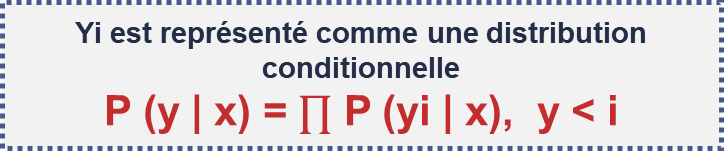 Yi est représenté comme une distribution
conditionnelle
P (y | x) = ∏ P (yi | x), y < i